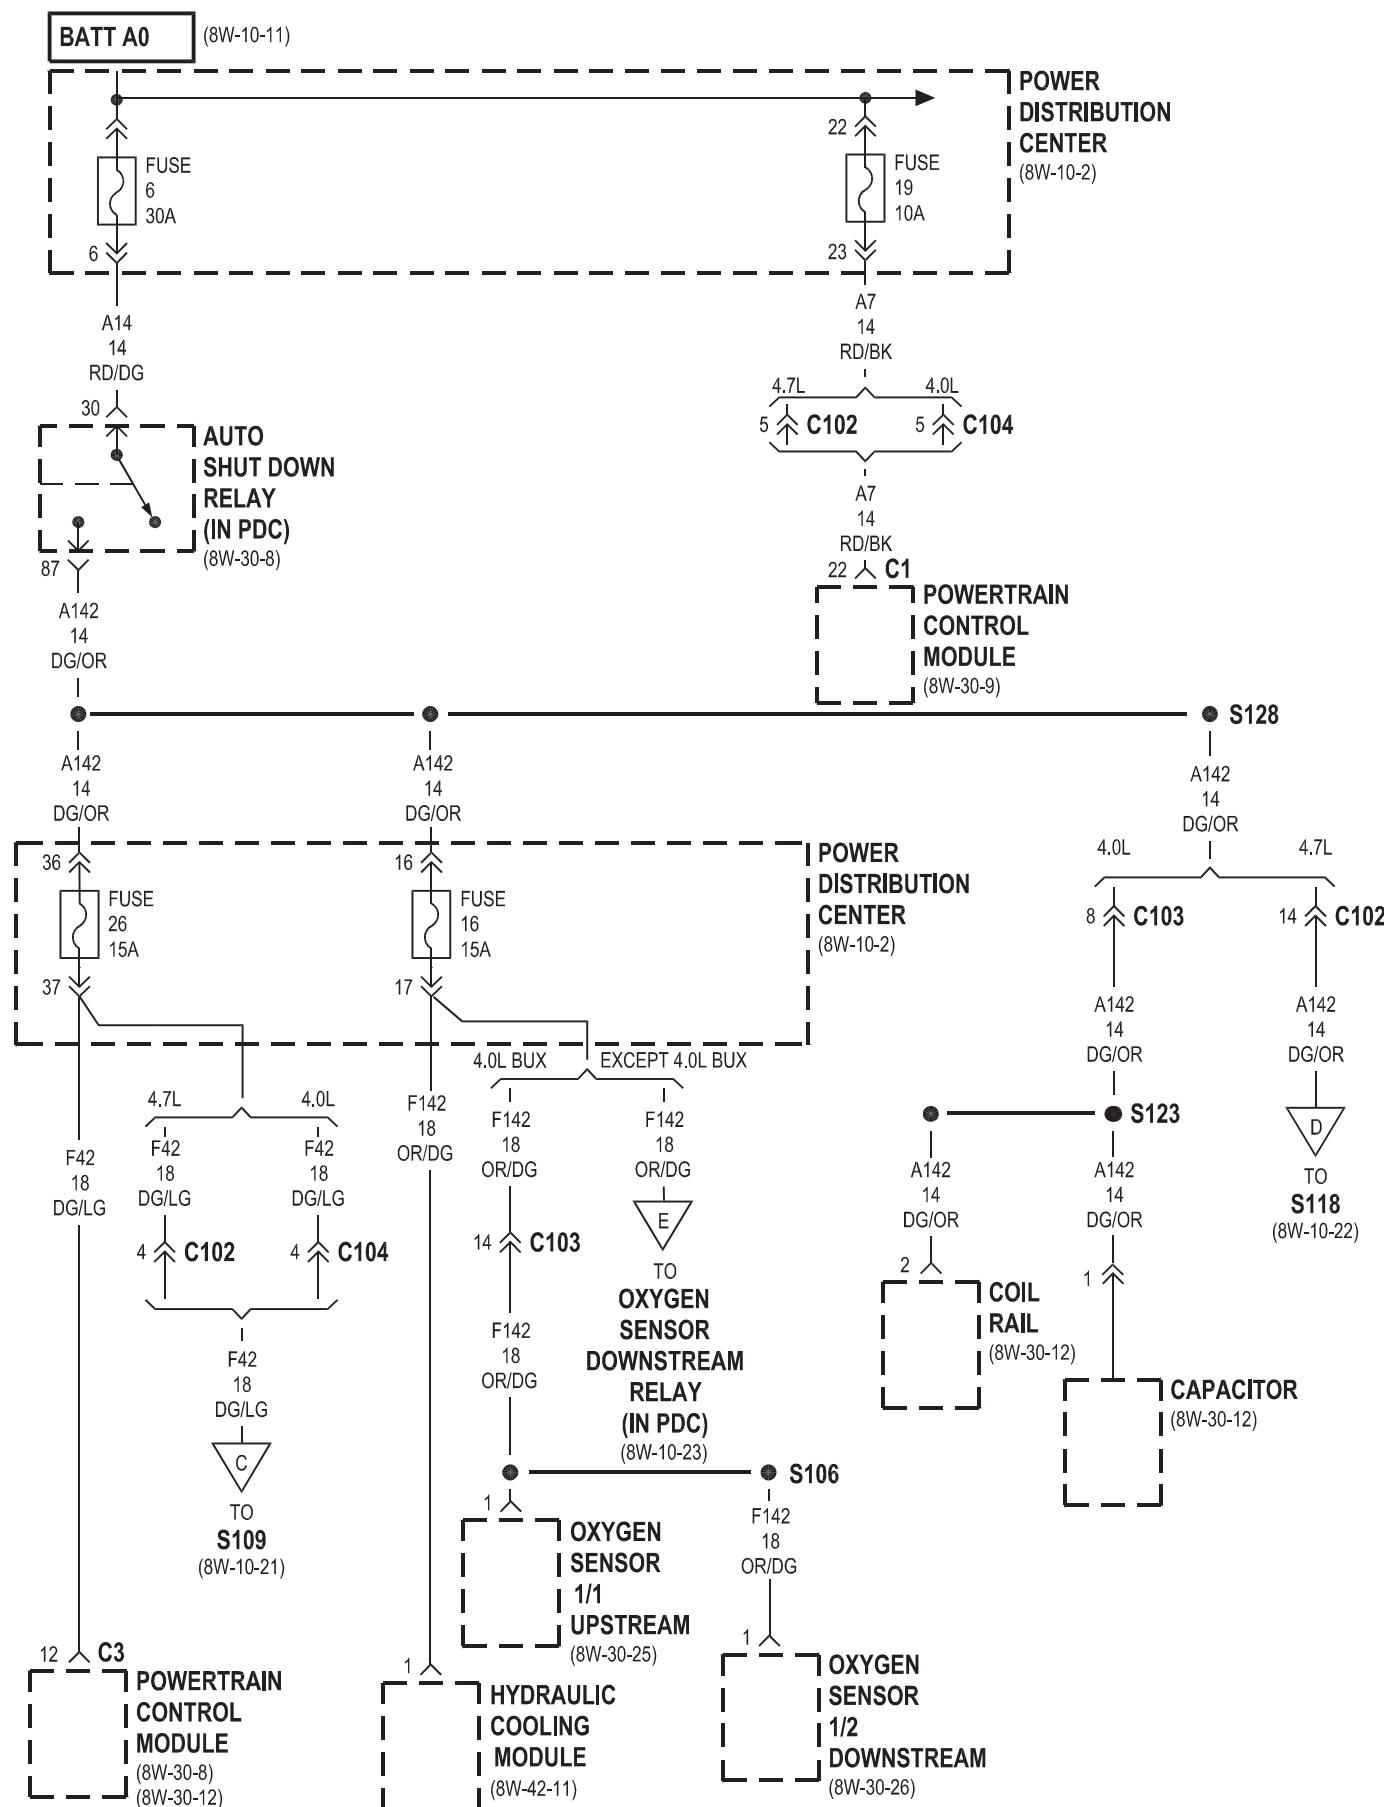 BATT A0
(8W-10-11)
POWER
DISTRIBUTION
CENTER
(8W-10-2)
FUSE
6
30A
6
22
FUSE
19
10A
23
A14
14
RD/DG
30
AUTO
SHUT DOWN
RELAY
(IN PDC)
(8W-30-8)
87
A142
14
DG/OR
A7
14
RD/BK
4.7L
4.0L
5
C102
5
C104
A7
14
RD/BK
22
C1
POWERTRAIN
CONTROL
MODULE
(8W-30-9)
S128
A142
14
DG/OR
A142
14
DG/OR
A142
14
DG/OR
36
FUSE
26
15A
37
16
FUSE
16
15A
17
POWER
DISTRIBUTION
CENTER
(8W-10-2)
4.0L
4.7L
8
C103
14
C102
A142
14
DG/OR
A142
14
DG/OR
S123
D
TO
S118
(8W-10-22)
A142
14
DG/OR
A142
14
DG/OR
2
COIL
RAIL
(8W-30-12)
1
CAPACITOR
(8W-30-12)
4.7L
4.0L
F42
18
DG/LG
F42
18
DG/LG
F42
18
DG/LG
4
C102
4
C104
F42
18
DG/LG
C
TO
S109
(8W-10-21)
12
C3
POWERTRAIN
CONTROL
MODULE
(8W-30-8)
(8W-30-12)
F142
18
OR/DG
1
HYDRAULIC
COOLING
MODULE
(8W-42-11)
4.0L BUX
EXCEPT 4.0L BUX
F142
18
OR/DG
F142
18
OR/DG
14
C103
E
TO
OXYGEN
SENSOR
DOWNSTREAM
RELAY
(IN PDC)
(8W-10-23)
F142
18
OR/DG
S106
1
OXYGEN
SENSOR
1/1
UPSTREAM
(8W-30-25)
F142
18
OR/DG
1
OXYGEN
SENSOR
1/2
DOWNSTREAM
(8W-30-26)